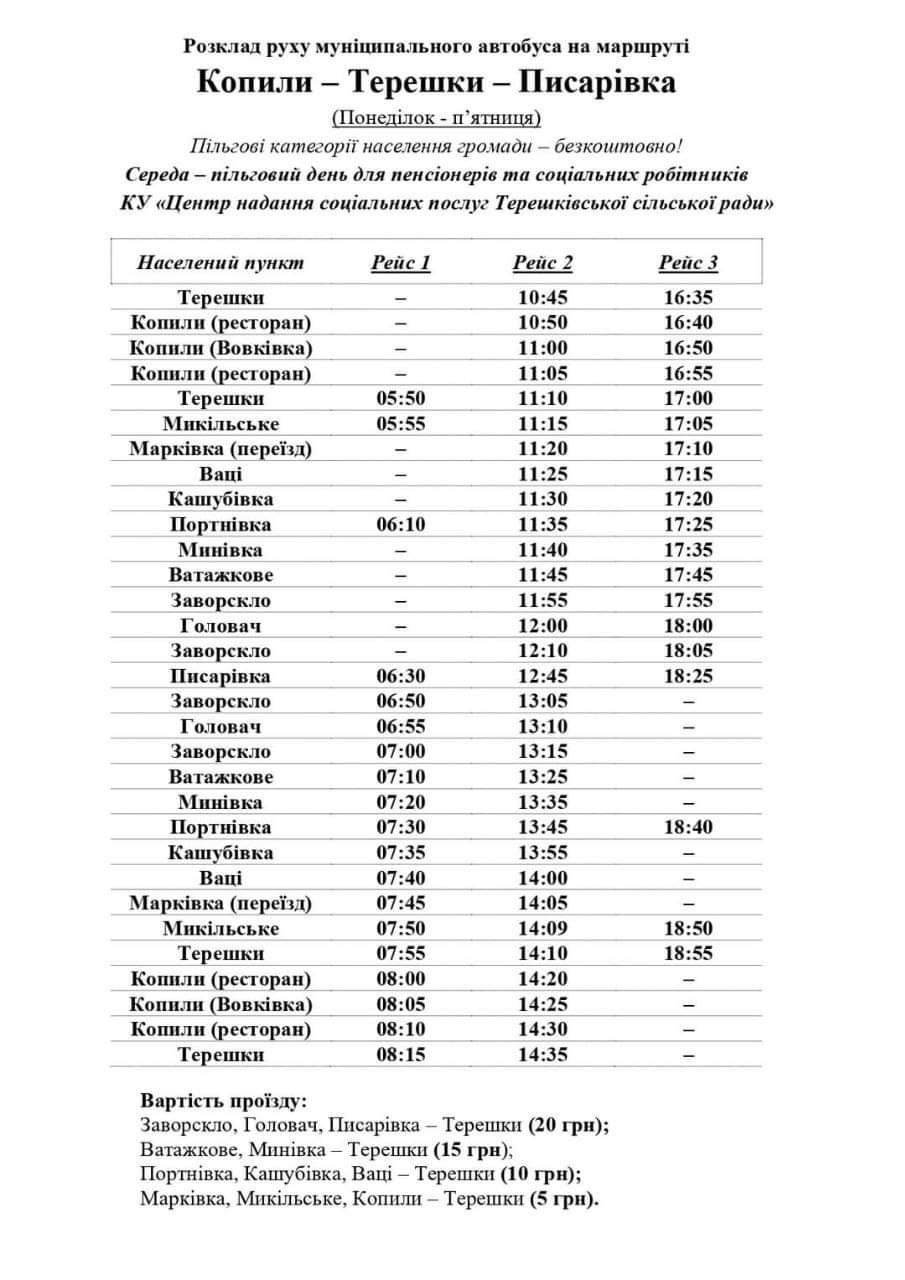 Розклад руху муніципального автобуса на маршруті
Копили – Терешки – Писарівка
(Понеділок - п’ятниця)
Пільгові категорії населення громади – безкоштовно!
Середа – пільговий день для пенсіонерів та соціальних робітників
КУ «Центр надання соціальних послуг Терешківської сільської ради»
Населений пункт Рейс 1 Рейс 2 Рейс 3
Терешки – 10:45 16:35
Копили (ресторан) – 10:50 16:40
Копили (Вовківка) – 11:00 16:50
Копили (ресторан) – 11:05 16:55
Терешки 05:50 11:10 17:00
Микільське 05:55 11:15 17:05
Марківка (переїзд) – 11:20 17:10
Ваці – 11:25 17:15
Кашубівка – 11:30 17:20
Портнівка 06:10 11:35 17:25
Минівка – 11:40 17:35
Ватажкове – 11:45 17:45
Заворскло – 11:55 17:55
Головач – 12:00 18:00
Заворскло – 12:10 18:05
Писарівка 06:30 12:45 18:25
Заворскло 06:50 13:05 –
Головач 06:55 13:10 –
Заворскло 07:00 13:15 –
Ватажкове 07:10 13:25 –
Минівка 07:20 13:35 –
Портнівка 07:30 13:45 18:40
Кашубівка 07:35 13:55 –
Ваці 07:40 14:00 –
Марківка (переїзд) 07:45 14:05 –
Микільське 07:50 14:09 18:50
Терешки 07:55 14:10 18:55
Копили (ресторан) 08:00 14:20 –
Копили (Вовківка) 08:05 14:25 –
Копили (ресторан) 08:10 14:30 –
Терешки 08:15 14:35 –
Вартість проїзду:
Заворскло, Головач, Писарівка – Терешки (20 грн);
Ватажкове, Минівка – Терешки (15 грн);
Портнівка, Кашубівка, Ваці – Терешки (10 грн);
Марківка, Микільське, Копили – Терешки (5 грн).